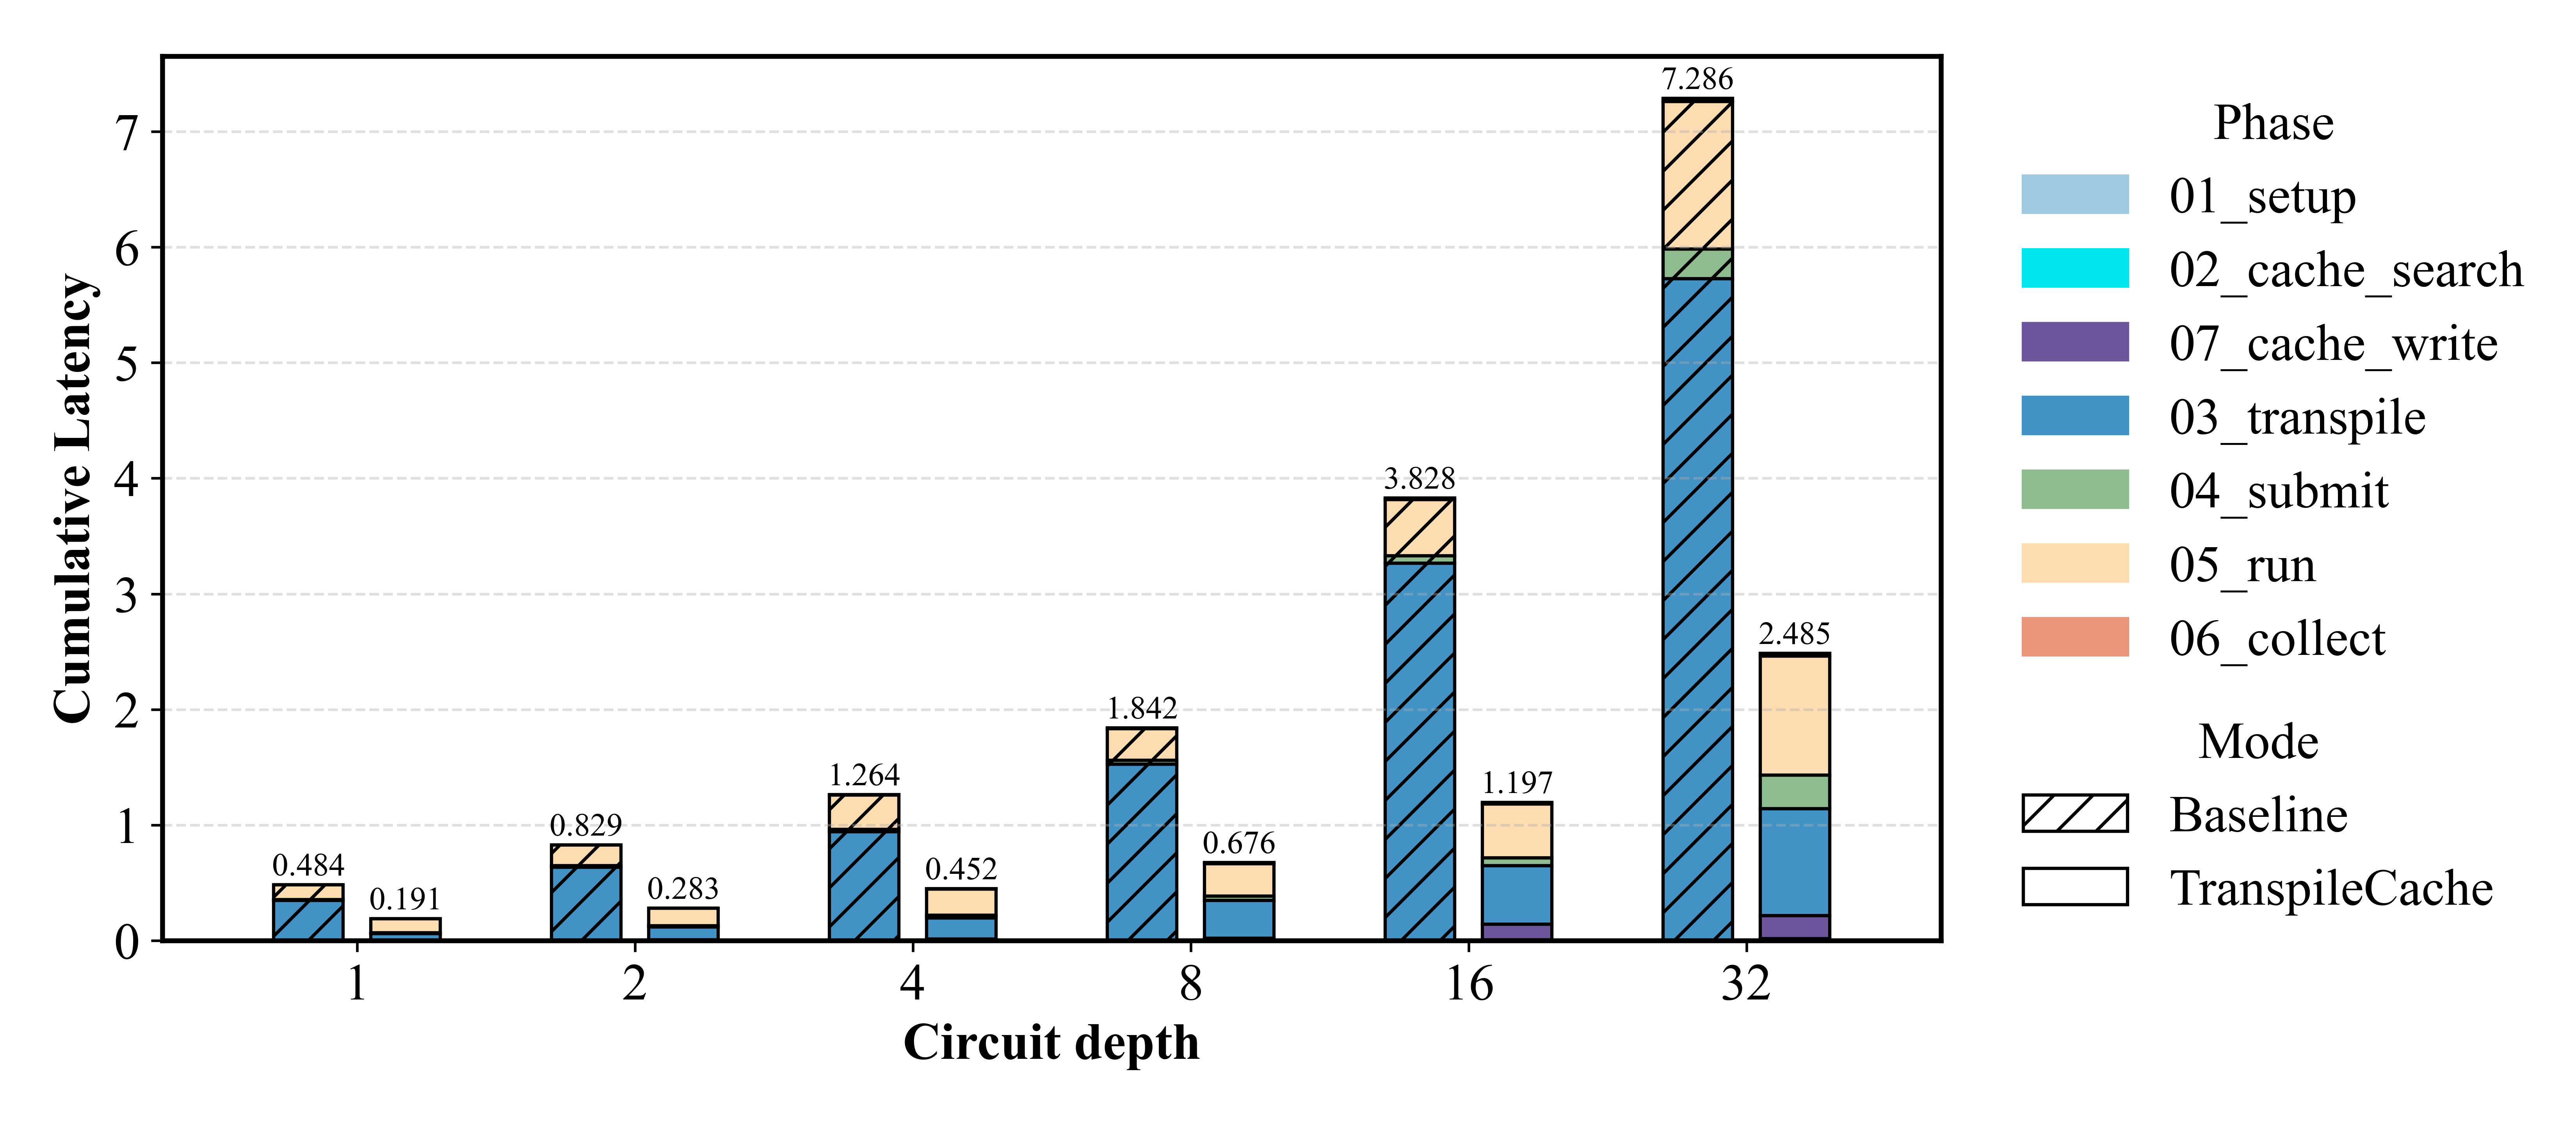 7.286
3.828
2.485
1.842
1.264
1.197
0.829
0.676
0.484
0.452
0.283
0.191
7
6
5
4
3
2
1
0
Cumulative Latency
1 2 4 8 16 32
Circuit depth
Phase
01_setup
02_cache_search
07_cache_write
03_transpile
04_submit
05_run
06_collect
Mode
Baseline
TranspileCache